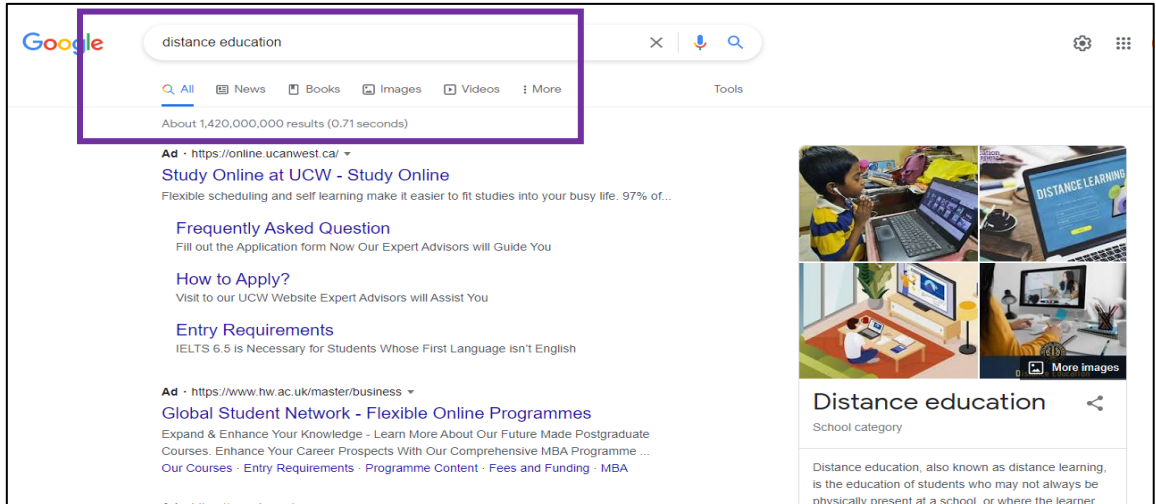 Google
distance education
All News Books Images Videos More Tools
About 1,420,000,000 results (0.71 seconds)
Ad · https://online.ucanwest.ca/
Study Online at UCW - Study Online
Flexible scheduling and self learning make it easier to fit studies into your busy life. 97% of...
Frequently Asked Question
Fill out the Application form Now Our Expert Advisors will Guide You
How to Apply?
Visit to our UCW Website Expert Advisors will Assist You
Entry Requirements
IELTS 6.5 is Necessary for Students Whose First Language isn't English
Ad · https://www.hw.ac.uk/master/business
Global Student Network - Flexible Online Programmes
Expand & Enhance Your Knowledge - Learn More About Our Future Made Postgraduate
Courses. Enhance Your Career Prospects With Our Comprehensive MBA Programme ...
Our Courses · Entry Requirements · Programme Content · Fees and Funding · MBA
DISTANCE LEARNING
More images
Distance education
School category
Distance education, also known as distance learning,
is the education of students who may not always be
physically present at a school, or where the learner